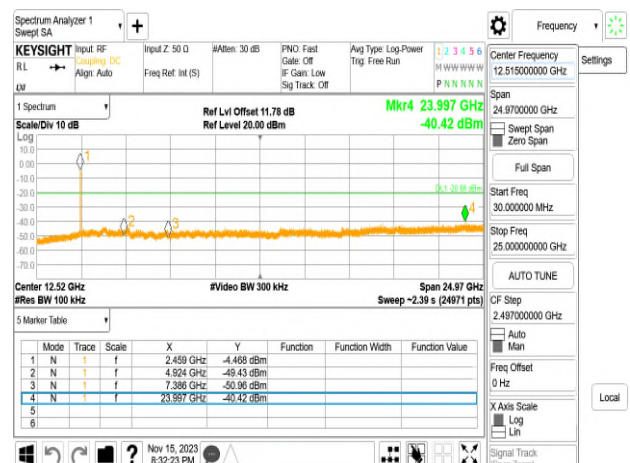 Spectrum Analyzer 1
Swept SA
Frequency
KEYSIGHT
RL
Input: RF
Coupling: DC
Align: Auto
Input Z: 50 Ω
Freq Ref: Int (S)
#Atten: 30 dB
PNO: Fast
Gate: Off
IF Gain: Low
Sig Track: Off
Avg Type: Log-Power
Trig: Free Run
1 2 3 4 5 6
M W W W W W
P N N N N N
Center Frequency
12.515000000 GHz
Settings
1 Spectrum
Scale/Div 10 dB
Ref Lvl Offset 11.78 dB
Ref Level 20.00 dBm
Mkr4 23.997 GHz
-40.42 dBm
Log
10.0
0.00
-10.0
-20.0
-30.0
-40.0
-50.0
-60.0
-70.0
1
2
3
4
Center 12.52 GHz
#Res BW 100 kHz
#Video BW 300 kHz
Span 24.97 GHz
Sweep ~2.39 s (24971 pts)
Span
24.9700000 GHz
Swept Span
Zero Span
Full Span
Start Freq
30.000000 MHz
Stop Freq
25.000000000 GHz
AUTO TUNE
CF Step
2.497000000 GHz
Auto
Man
Freq Offset
0 Hz
X Axis Scale
Log
Lin
Signal Track
Local
5 Marker Table
Mode Trace Scale X Y Function Function Width Function Value
1 N 1 f 2.459 GHz -4.468 dBm
2 N 1 f 4.924 GHz -49.43 dBm
3 N 1 f 7.386 GHz -50.96 dBm
4 N 1 f 23.997 GHz -40.42 dBm
5
6
Nov 15, 2023
8:32:23 PM